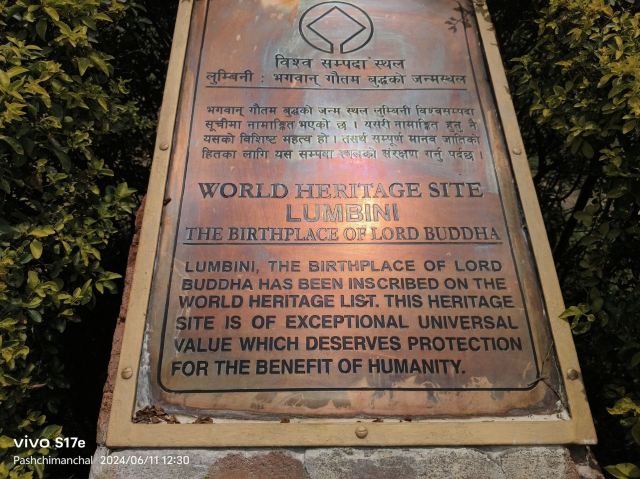 विश्व सम्पदा स्थल
लुम्बिनी : भगवान् गौतम बुद्धको जन्मस्थल
भगवान् गौतम बुद्धको जन्म स्थल लुम्बिनी विश्वसम्पदा
सूचीमा नामाङ्कित भएको छ । यसरी नामाङ्कित हुनु नै
यसको विशिष्ट महत्व हो । तसर्थ सम्पूर्ण मानव जातिको
हितका लागि यस सम्पदा स्थलको संरक्षण गर्नु पर्दछ ।
WORLD HERITAGE SITE
LUMBINI
THE BIRTHPLACE OF LORD BUDDHA
LUMBINI, THE BIRTHPLACE OF LORD
BUDDHA HAS BEEN INSCRIBED ON THE
WORLD HERITAGE LIST. THIS HERITAGE
SITE IS OF EXCEPTIONAL UNIVERSAL
VALUE WHICH DESERVES PROTECTION
FOR THE BENEFIT OF HUMANITY.
vivo S17e
Pashchimanchal 2024/06/11 12:30